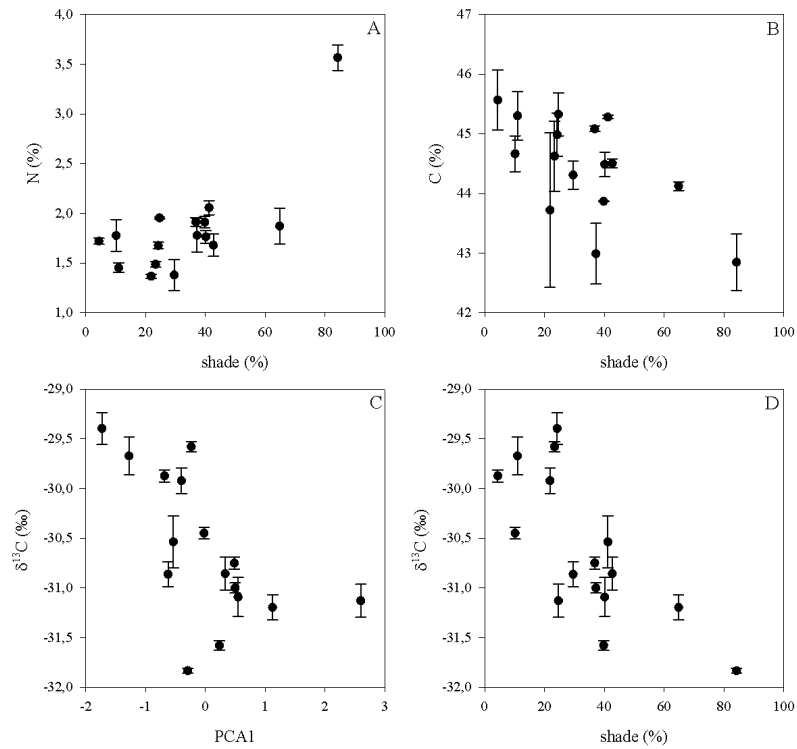 A
4,0
3,5
3,0
2,5
2,0
1,5
1,0
N (%)
0 20 40 60 80 100
shade (%)
B
47
46
45
44
43
42
C (%)
0 20 40 60 80 100
shade (%)
C
-29,0
-29,5
-30,0
-30,5
-31,0
-31,5
-32,0
δ13C (‰)
-2 -1 0 1 2 3
PCA1
D
-29,0
-29,5
-30,0
-30,5
-31,0
-31,5
-32,0
δ13C (‰)
0 20 40 60 80 100
shade (%)